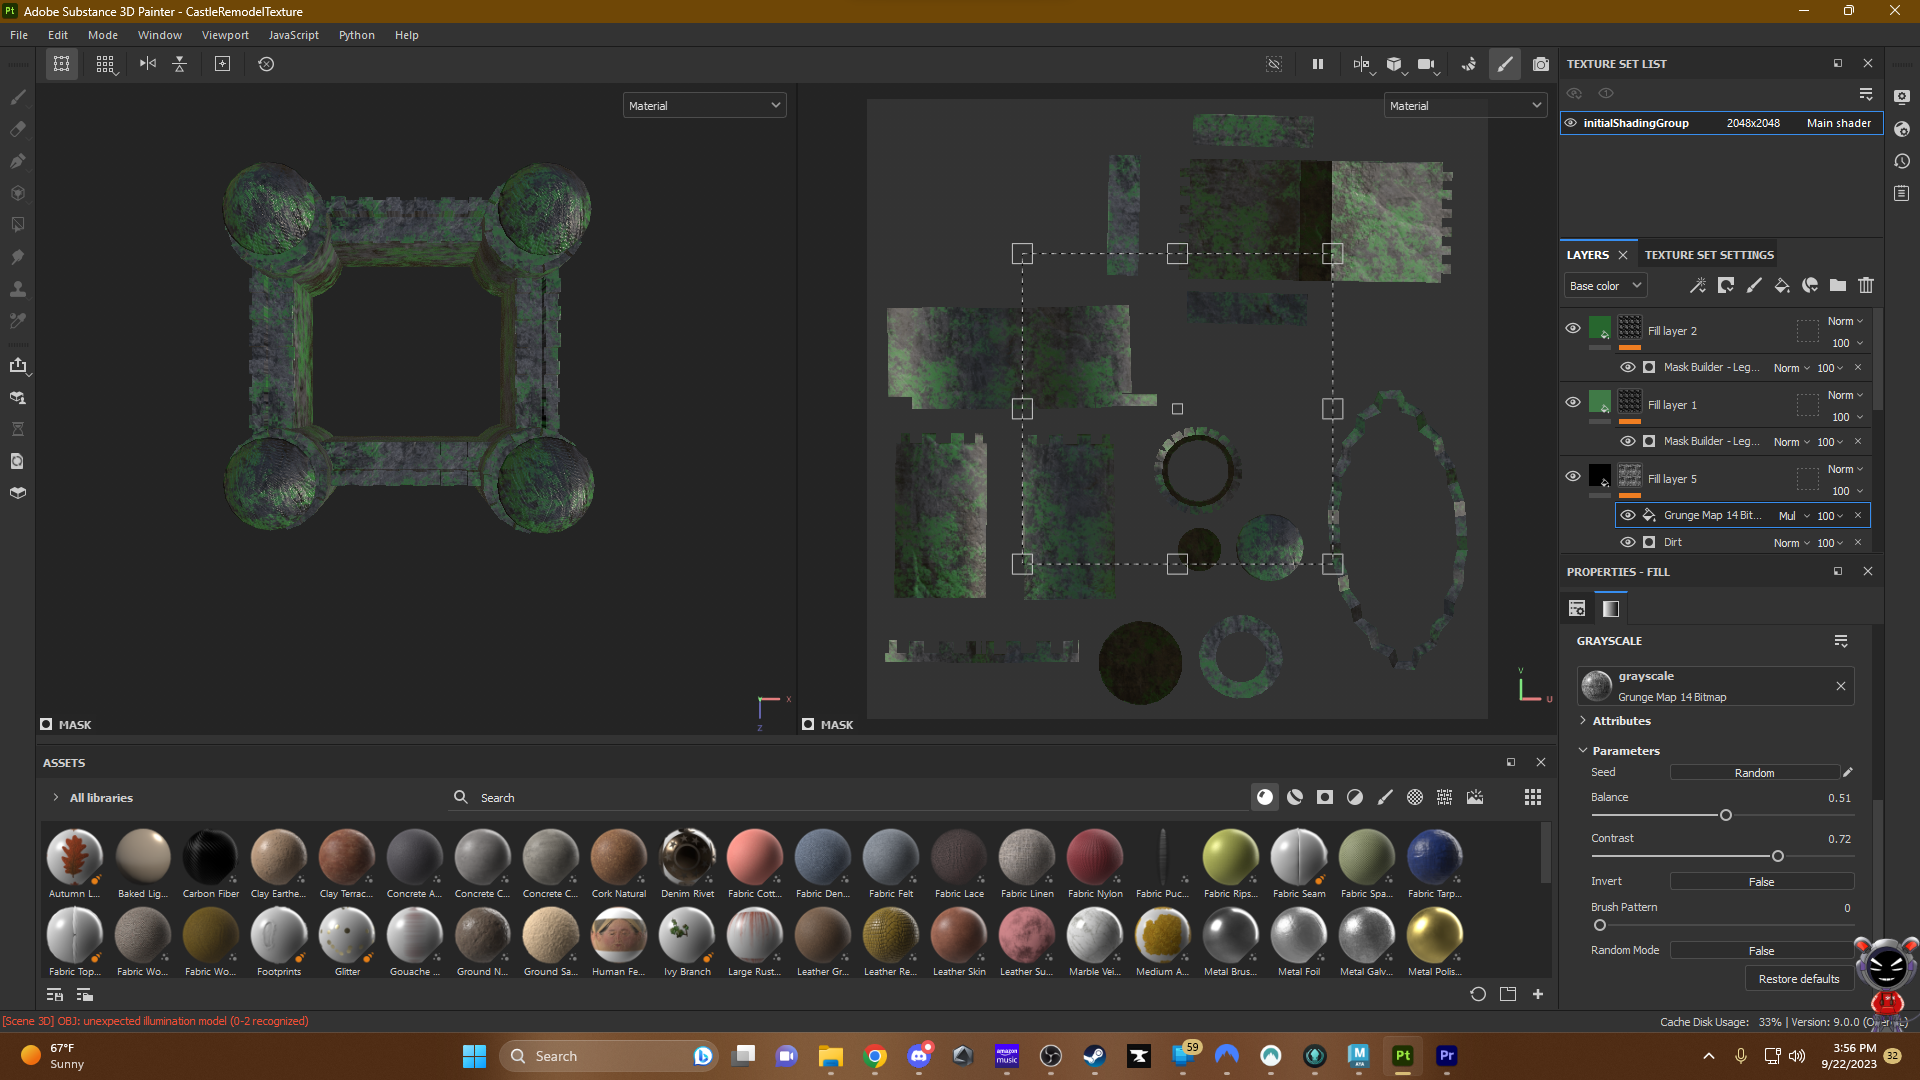 Pt Adobe Substance 3D Painter - CastleRemodelTexture
File Edit Mode Window Viewport JavaScript Python Help
Material
Material
MASK
MASK
X
Z
V
U
TEXTURE SET LIST
initialShadingGroup 2048x2048 Main shader
LAYERS TEXTURE SET SETTINGS
Base color
Fill layer 2 Norm
100
Mask Builder - Leg... Norm 100
Fill layer 1 Norm
100
Mask Builder - Leg... Norm 100
Fill layer 5 Norm
100
Grunge Map 14 Bit... Mul 100
Dirt Norm 100
PROPERTIES - FILL
GRAYSCALE
grayscale
Grunge Map 14 Bitmap
Attributes
Parameters
Seed Random
Balance 0.51
Contrast 0.72
Invert False
Brush Pattern 0
Random Mode False
Restore defaults
ASSETS
All libraries Search
Autumn L... Baked Lig... Carbon Fiber Clay Earthe... Clay Terrac... Concrete A... Concrete C... Concrete C... Cork Natural Denim Rivet Fabric Cott... Fabric Den... Fabric Felt Fabric Lace Fabric Linen Fabric Nylon Fabric Puc... Fabric Rips... Fabric Seam Fabric Spa... Fabric Tarp...
Fabric Top... Fabric Wo... Fabric Wo... Footprints Glitter Gouache ... Ground N... Ground Sa... Human Fe... Ivy Branch Large Rust... Leather Gr... Leather Re... Leather Skin Leather Su... Marble Vei... Medium A... Metal Brus... Metal Foil Metal Galv... Metal Polis...
[Scene 3D] OBJ: unexpected illumination model (0-2 recognized)
Cache Disk Usage: 33% | Version: 9.0.0
67°F
Sunny
Search
amazon music
59
M
Pt
Pr
3:56 PM
9/22/2023
32